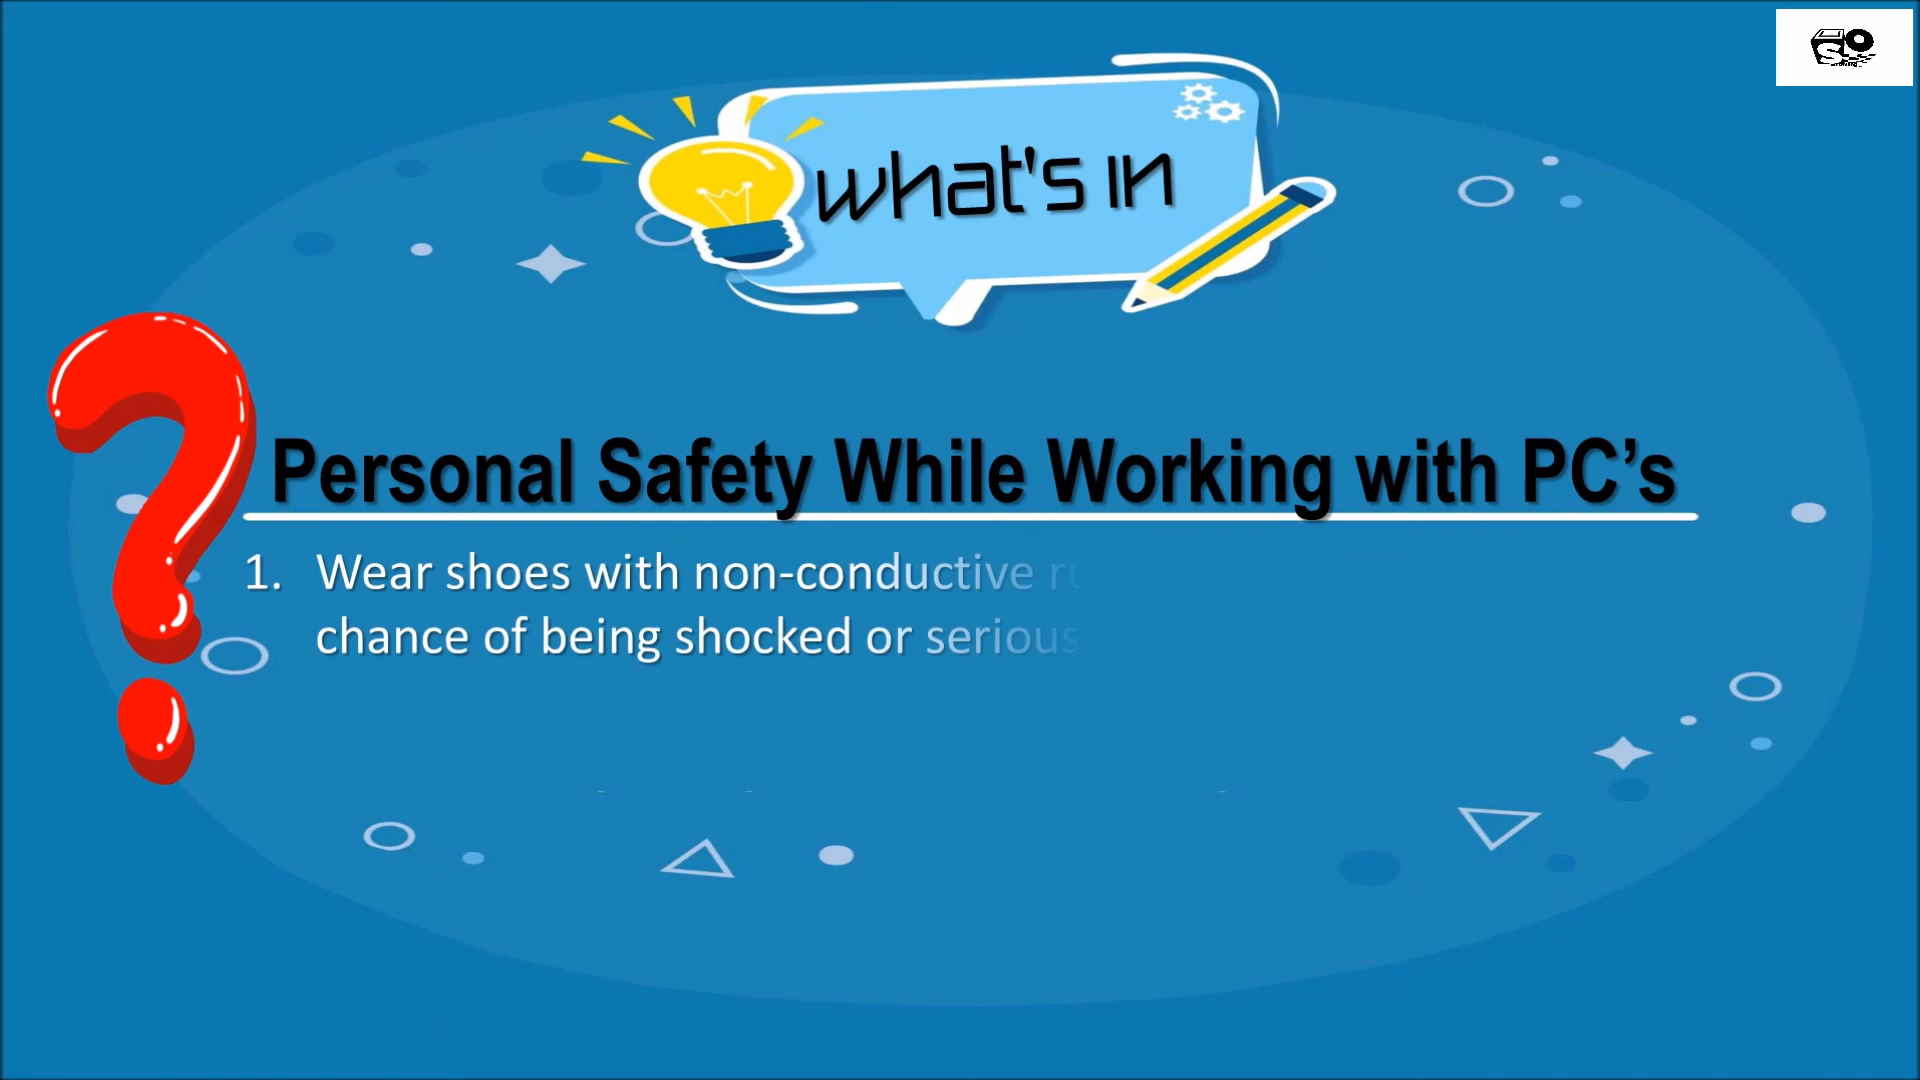 what's in
Personal Safety While Working with PC’s
1. Wear shoes with non-conductive
chance of being shocked or serious